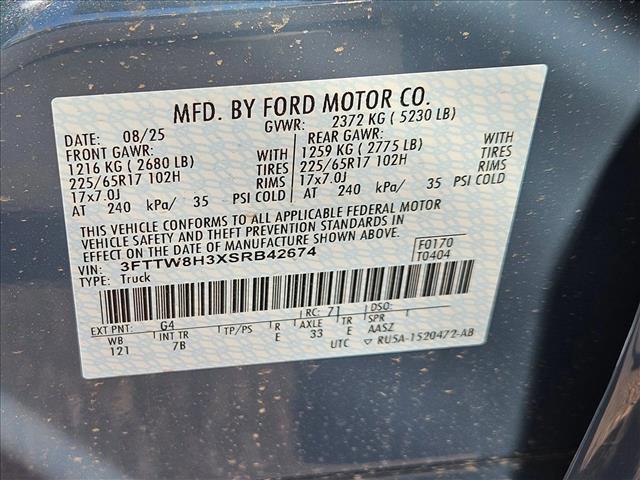 MFD. BY FORD MOTOR CO.
DATE: 08/25 GVWR: 2372 KG ( 5230 LB)
FRONT GAWR: REAR GAWR:
1216 KG ( 2680 LB) WITH 1259 KG ( 2775 LB) WITH
225/65R17 102H TIRES 225/65R17 102H TIRES
17x7.0J RIMS 17x7.0J RIMS
AT 240 kPa/ 35 PSI COLD AT 240 kPa/ 35 PSI COLD
THIS VEHICLE CONFORMS TO ALL APPLICABLE FEDERAL MOTOR
VEHICLE SAFETY AND THEFT PREVENTION STANDARDS IN
EFFECT ON THE DATE OF MANUFACTURE SHOWN ABOVE.
VIN: 3FTTW8H3XSRB42674 F0170
TYPE: Truck T0404
EXT PNT: G4 RC: 71 DSO:
WB INT TR TP/PS R AXLE TR SPR
121 7B E 33 E AASZ
UTC ▽ RU5A-1520472-AB